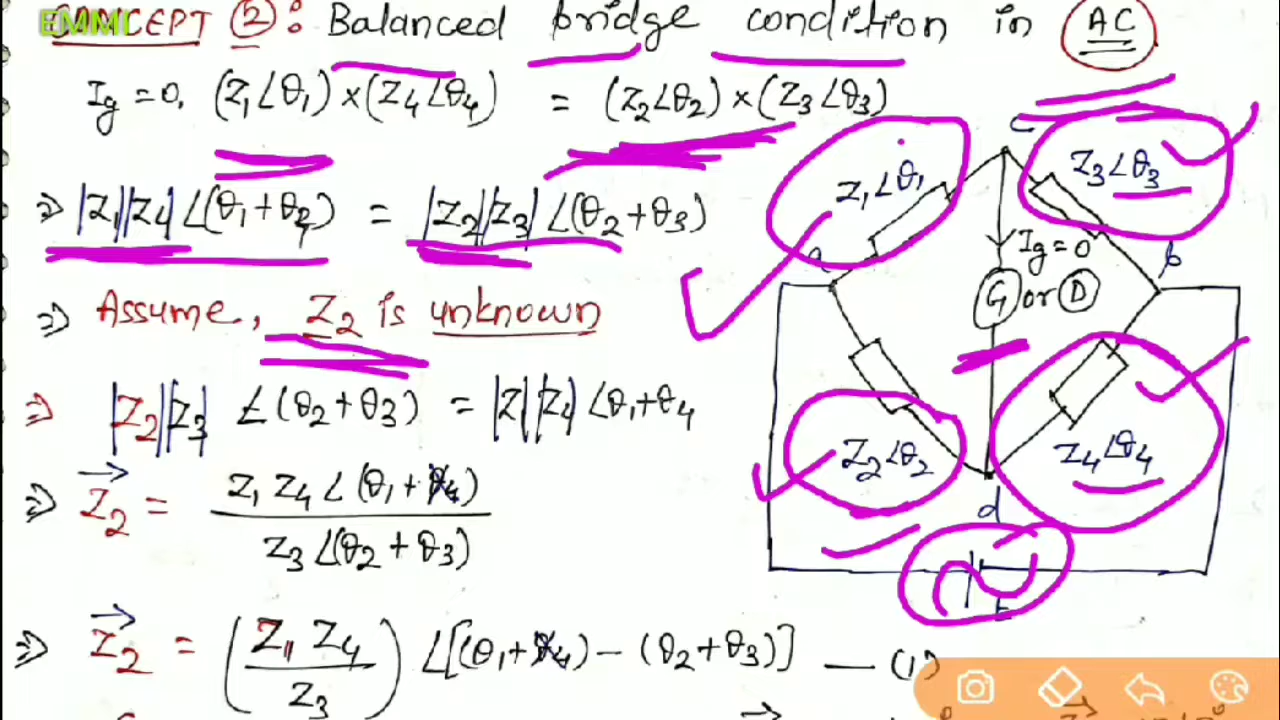 EMMI
CONCEPT ②: Balanced bridge condition in AC
Ig = 0, (Z₁∠θ₁) × (Z₄∠θ₄) = (Z₂∠θ₂) × (Z₃∠θ₃)
⇒ |Z₁||Z₄| ∠(θ₁ + θ₄) = |Z₂||Z₃| ∠(θ₂ + θ₃)
⇒ Assume, Z₂ is unknown
⇒ |Z₂||Z₃| ∠(θ₂ + θ₃) = |Z||Z₄| ∠θ₁ + θ₄
⇒ Z₂ = Z₁ Z₄ ∠(θ₁ + θ₄)
Z₃ ∠(θ₂ + θ₃)
⇒ Z₂ = (Z₁ Z₄ / Z₃) ∠[(θ₁ + θ₄) − (θ₂ + θ₃)] — (1)
c
Z₁∠θ₁
Z₃∠θ₃
a
Ig = 0
b
G or D
Z₂∠θ₂
Z₄∠θ₄
d